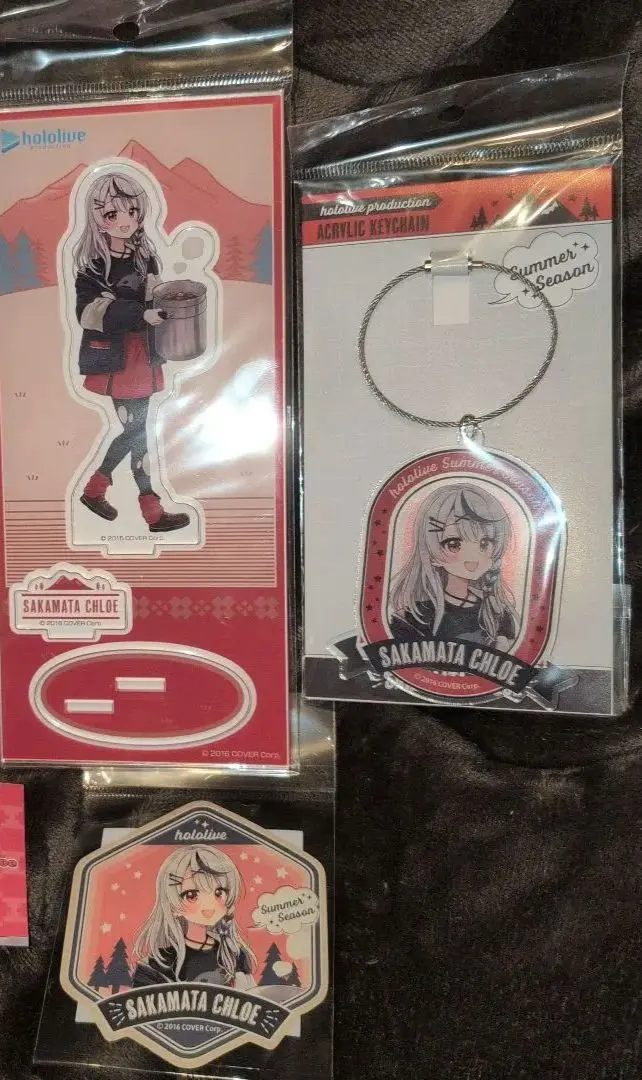 hololive
production
© 2016 COVER Corp.
SAKAMATA CHLOE
© 2016 COVER Corp.
© 2016 COVER Corp.
hololive production
ACRYLIC KEYCHAIN
Summer
Season
hololive Summer Season
SAKAMATA CHLOE
© 2016 COVER Corp.
hololive
Summer
Season
SAKAMATA CHLOE
© 2016 COVER Corp.